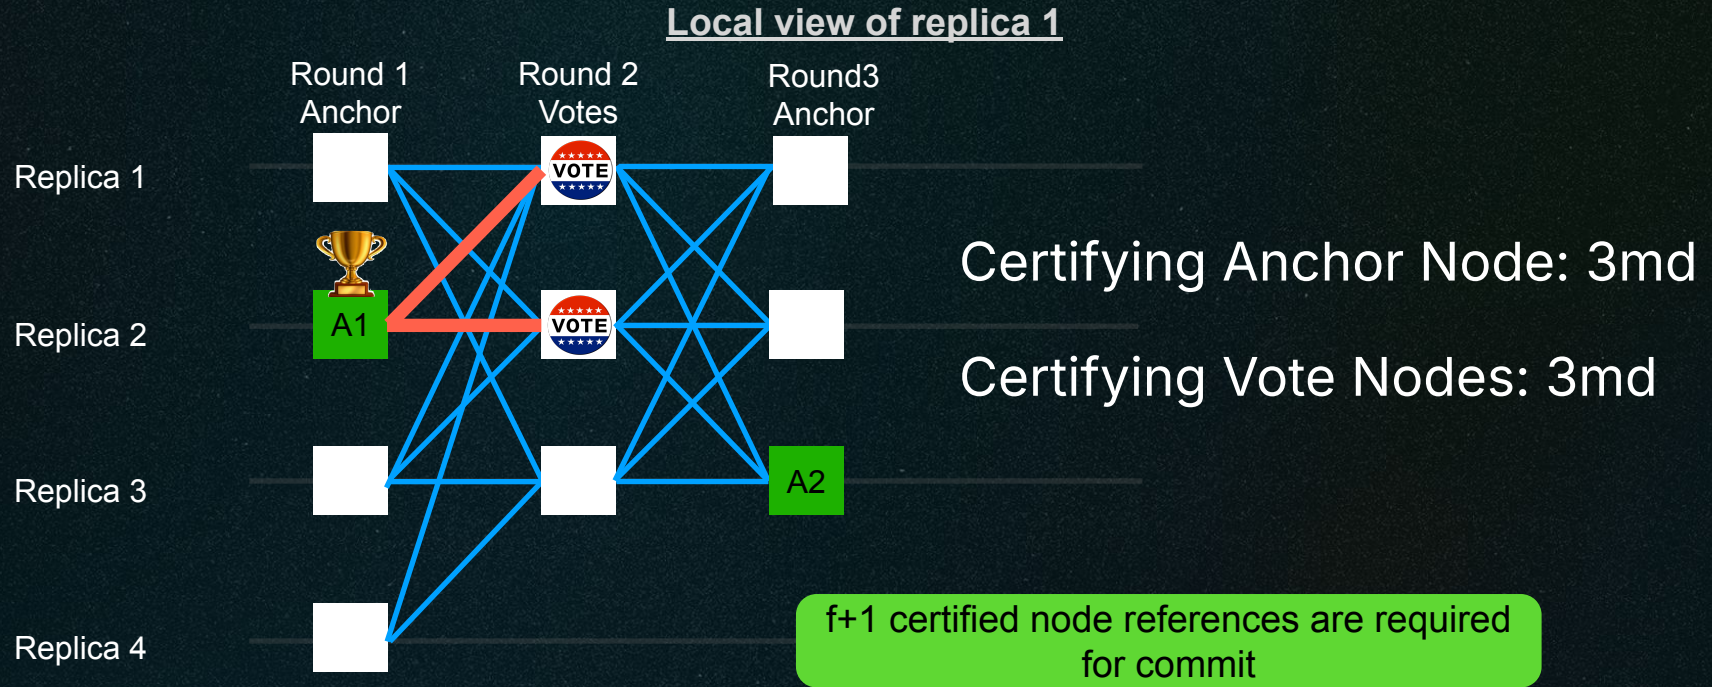 Local view of replica 1
Round 1
Anchor
Round 2
Votes
Round3
Anchor
Replica 1
VOTE
Replica 2
A1
VOTE
Certifying Anchor Node: 3md
Certifying Vote Nodes: 3md
Replica 3
A2
Replica 4
f+1 certified node references are required
for commit